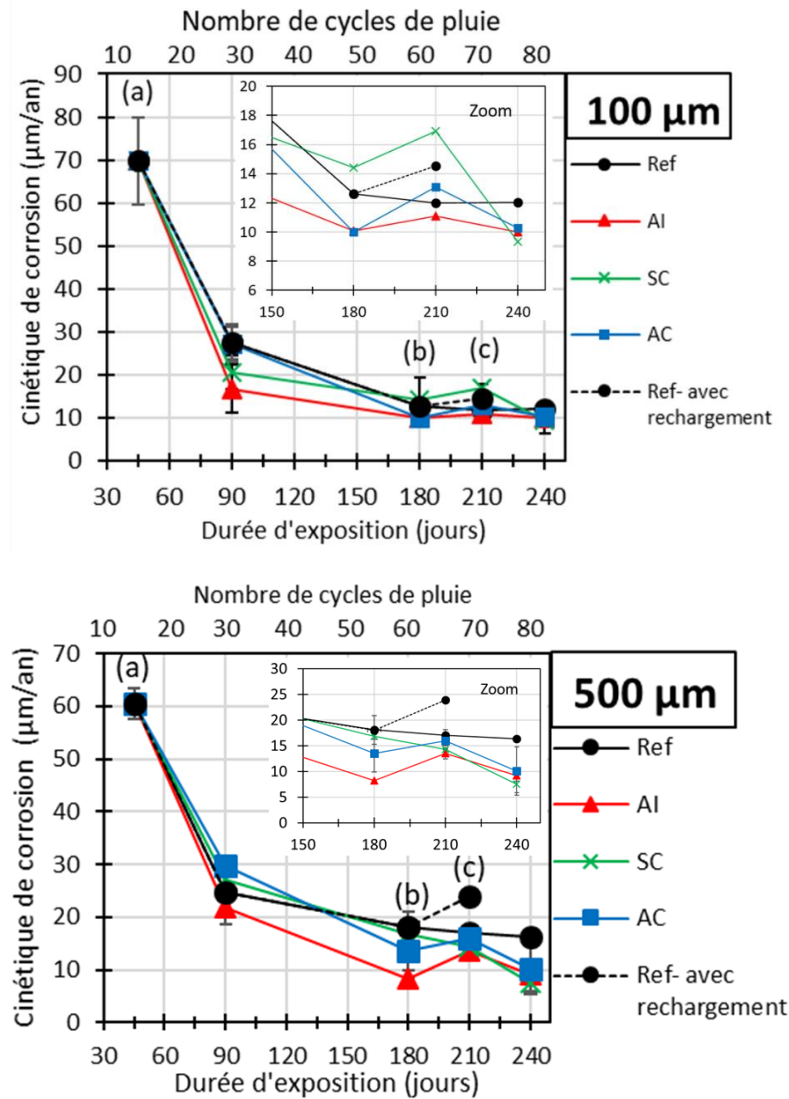 Nombre de cycles de pluie
10 20 30 40 50 60 70 80
Cinétique de corrosion (µm/an)
90
80
70
60
50
40
30
20
10
0
(a)
(b)
(c)
Zoom
20
18
16
14
12
10
8
6
150 180 210 240
30 60 90 120 150 180 210 240
Durée d'exposition (jours)
100 µm
Ref
AI
SC
AC
Ref- avec
rechargement
Nombre de cycles de pluie
10 20 30 40 50 60 70 80
Cinétique de corrosion (µm/an)
70
60
50
40
30
20
10
0
(a)
(b)
(c)
Zoom
30
25
20
15
10
5
0
150 180 210 240
30 60 90 120 150 180 210 240
Durée d'exposition (jours)
500 µm
Ref
AI
SC
AC
Ref- avec
rechargement